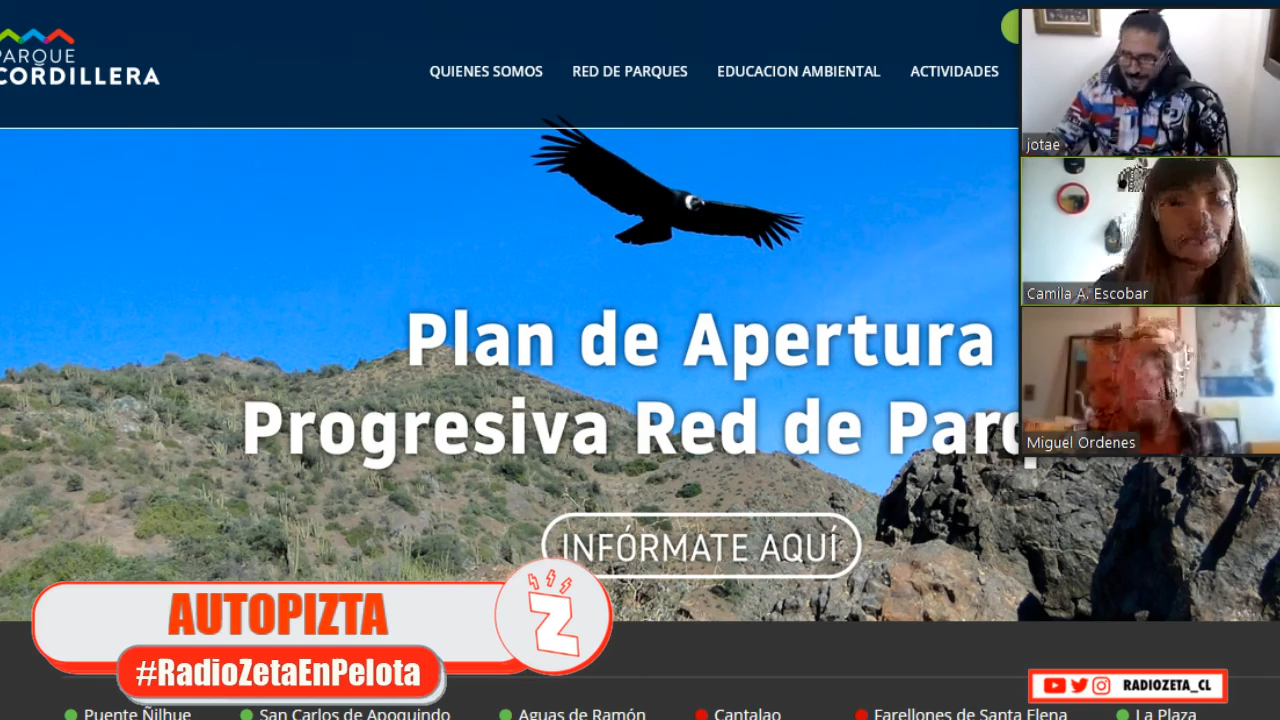 PARQUE
CORDILLERA
QUIENES SOMOS
RED DE PARQUES
EDUCACION AMBIENTAL
ACTIVIDADES
jotae
Camila A. Escobar
Miguel Ordenes
Plan de Apertura
Progresiva Red de Parq
INFÓRMATE AQUÍ
AUTOPIZTA
Z
#RadioZetaEnPelota
RADIOZETA_CL
Puente Ñilhue
San Carlos de Apoquindo
Aguas de Ramón
Cantalao
Farellones de Santa Elena
La Plaza